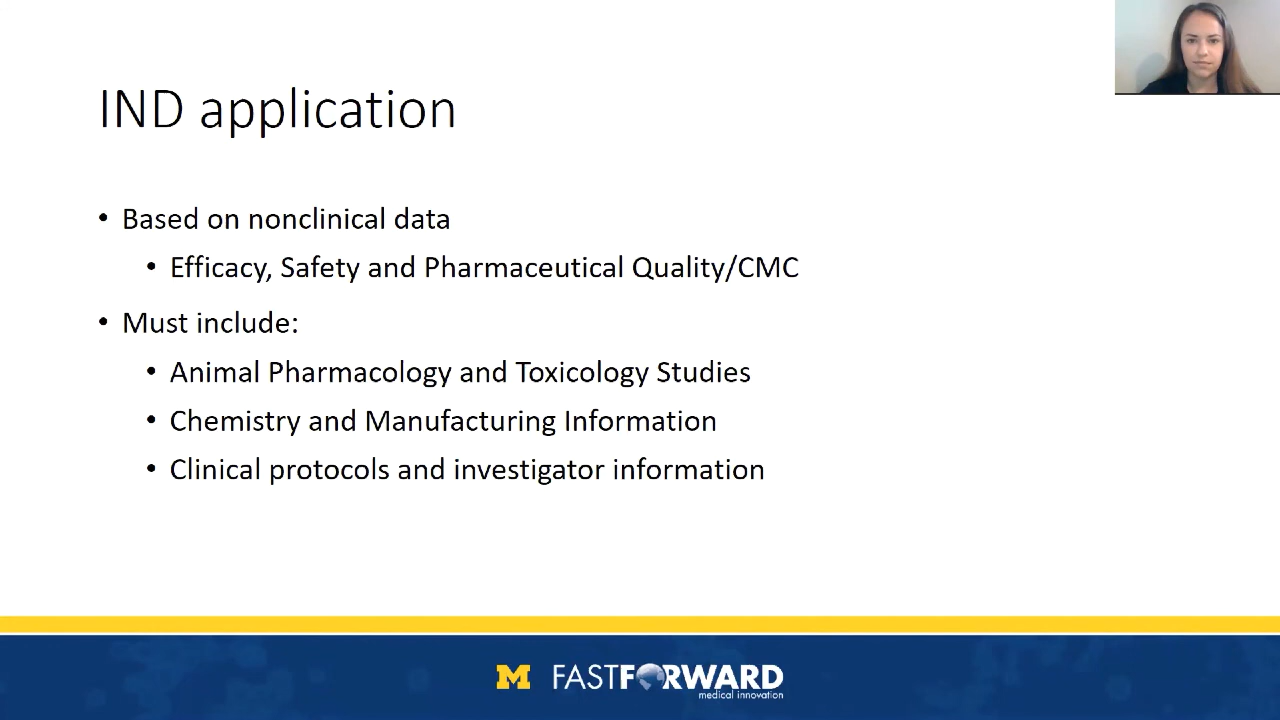 IND application
• Based on nonclinical data
• Efficacy, Safety and Pharmaceutical Quality/CMC
• Must include:
• Animal Pharmacology and Toxicology Studies
• Chemistry and Manufacturing Information
• Clinical protocols and investigator information
M FASTFORWARD
medical innovation